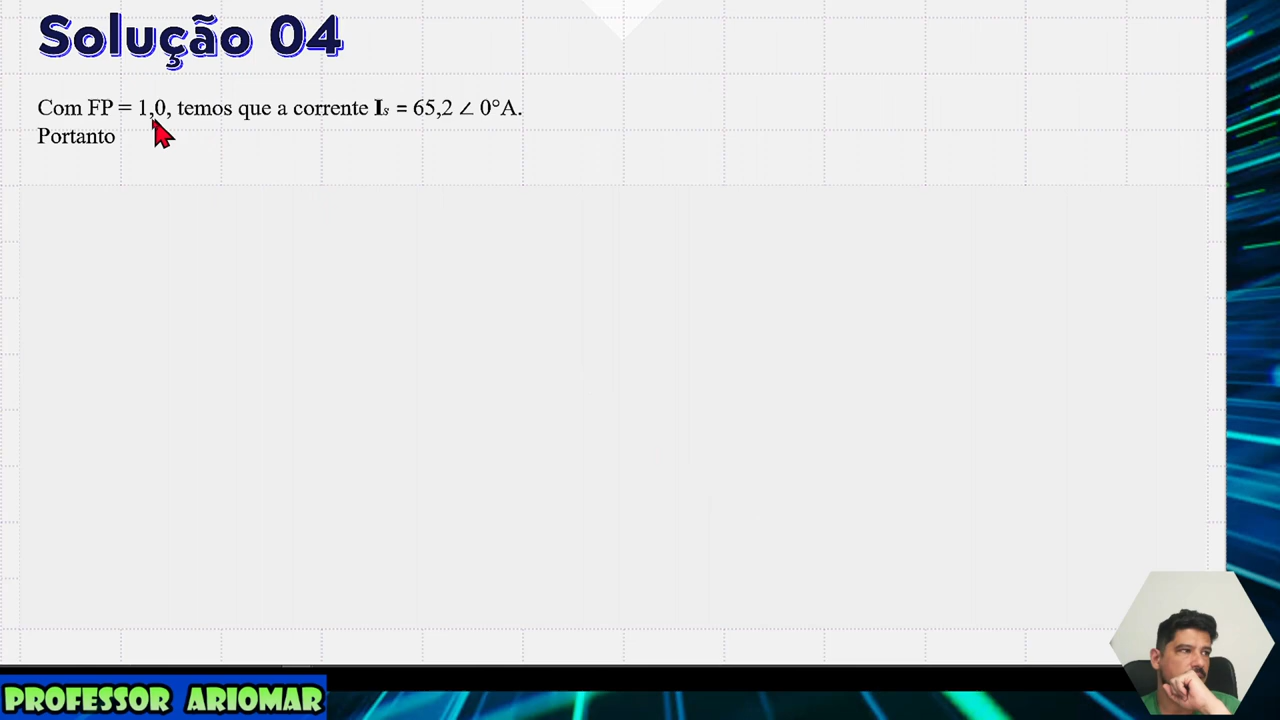 Solução 04
Com FP = 1,0, temos que a corrente Is = 65,2 ∠ 0°A.
Portanto
PROFESSOR ARIOMAR